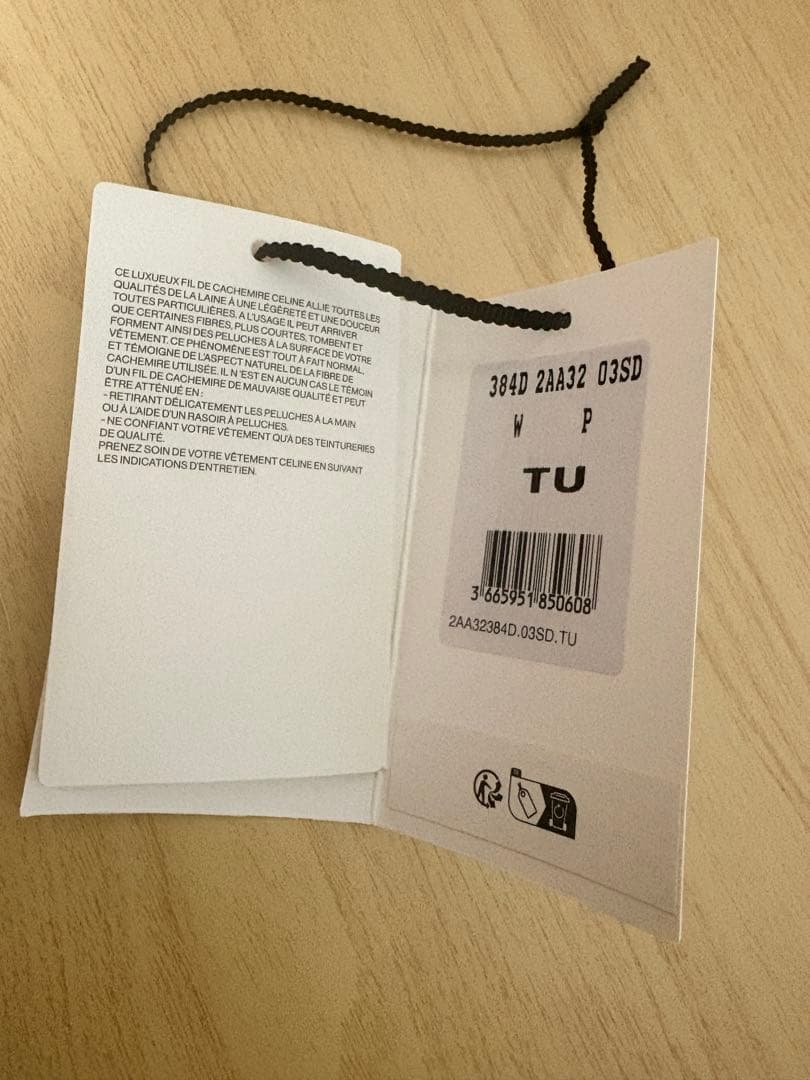 CE LUXUEUX FIL DE CACHEMIRE CELINE ALLIE TOUTES LES
QUALITÉS DE LA LAINE À UNE LÉGÈRETÉ ET UNE DOUCEUR
TOUTES PARTICULIÈRES. A L'USAGE IL PEUT ARRIVER
QUE CERTAINES FIBRES, PLUS COURTES, TOMBENT ET
FORMENT AINSI DES PELUCHES À LA SURFACE DE VOTRE
VÊTEMENT. CE PHÉNOMÈNE EST TOUT À FAIT NORMAL,
ET TÉMOIGNE DE L'ASPECT NATUREL DE LA FIBRE DE
CACHEMIRE UTILISÉE. IL N'EST EN AUCUN CAS LE TÉMOIN
D'UN FIL DE CACHEMIRE DE MAUVAISE QUALITÉ ET PEUT
ÊTRE ATTÉNUÉ EN :
- RETIRANT DÉLICATEMENT LES PELUCHES À LA MAIN
OU À L'AIDE D'UN RASOIR À PELUCHES.
- NE CONFIANT VOTRE VÊTEMENT QU'À DES TEINTURERIES
DE QUALITÉ.
PRENEZ SOIN DE VOTRE VÊTEMENT CELINE EN SUIVANT
LES INDICATIONS D'ENTRETIEN.
384D 2AA32 03SD
W P
TU
3 665951 850608
2AA32384D.03SD.TU